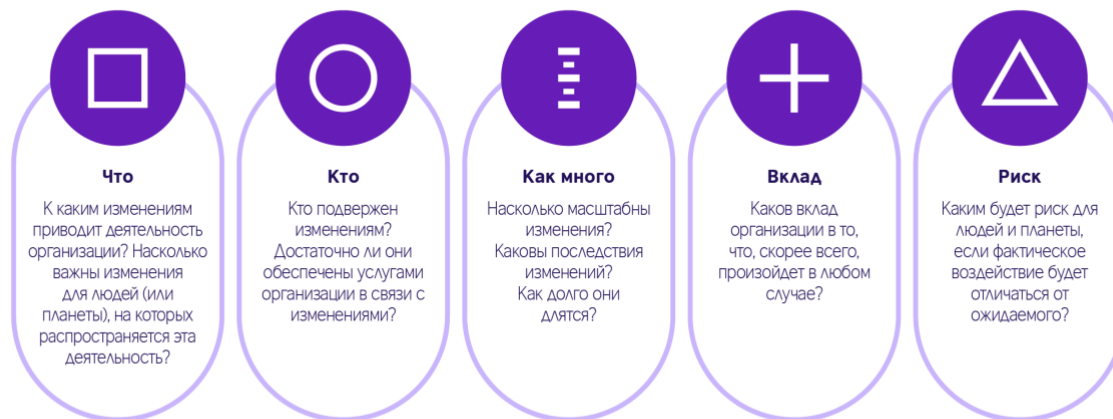 Что
К каким изменениям
приводит деятельность
организации? Насколько
важны изменения
для людей (или
планеты), на которых
распространяется эта
деятельность?
Кто
Кто подвержен
изменениям?
Достаточно ли они
обеспечены услугами
организации в связи с
изменениями?
Как много
Насколько масштабны
изменения?
Каковы последствия
изменений?
Как долго они
длятся?
Вклад
Каков вклад
организации в то,
что, скорее всего,
произойдет в любом
случае?
Риск
Каким будет риск для
людей и планеты,
если фактическое
воздействие будет
отличаться от
ожидаемого?